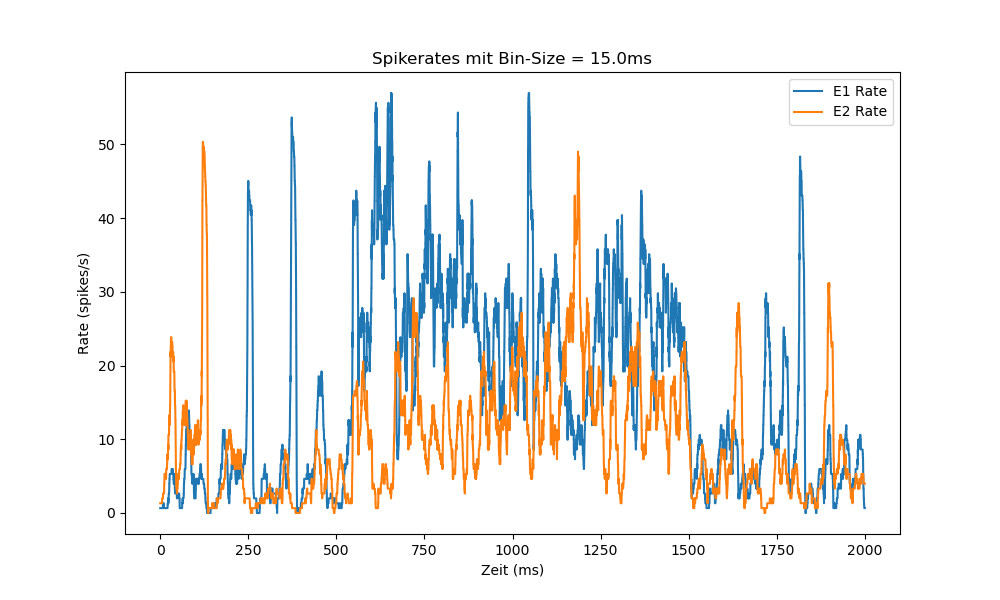 Spikerates mit Bin-Size = 15.0ms
E1 Rate
E2 Rate
50
40
30
20
10
0
Rate (spikes/s)
0 250 500 750 1000 1250 1500 1750 2000
Zeit (ms)